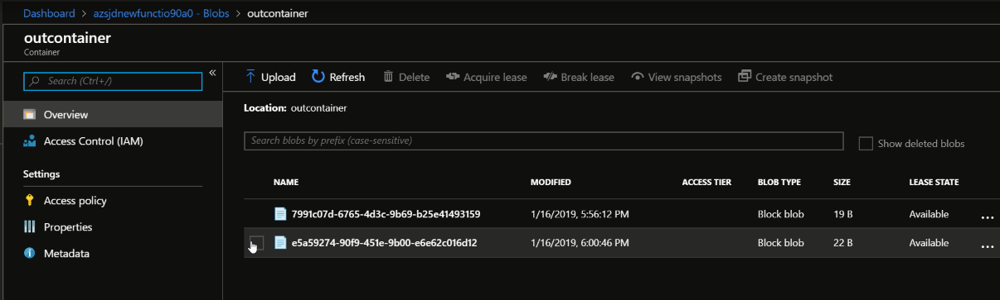 Dashboard > azsjdnewfunctio90a0 - Blobs > outcontainer
outcontainer
Container
Search (Ctrl+/)
«
Overview
Access Control (IAM)
Settings
Access policy
Properties
Metadata
Upload Refresh Delete Acquire lease Break lease View snapshots Create snapshot
Location: outcontainer
Search blobs by prefix (case-sensitive)
Show deleted blobs
NAME MODIFIED ACCESS TIER BLOB TYPE SIZE LEASE STATE
7991c07d-6765-4d3c-9b69-b25e41493159 1/16/2019, 5:56:12 PM Block blob 19 B Available ...
e5a59274-90f9-451e-9b00-e6e62c016d12 1/16/2019, 6:00:46 PM Block blob 22 B Available ...